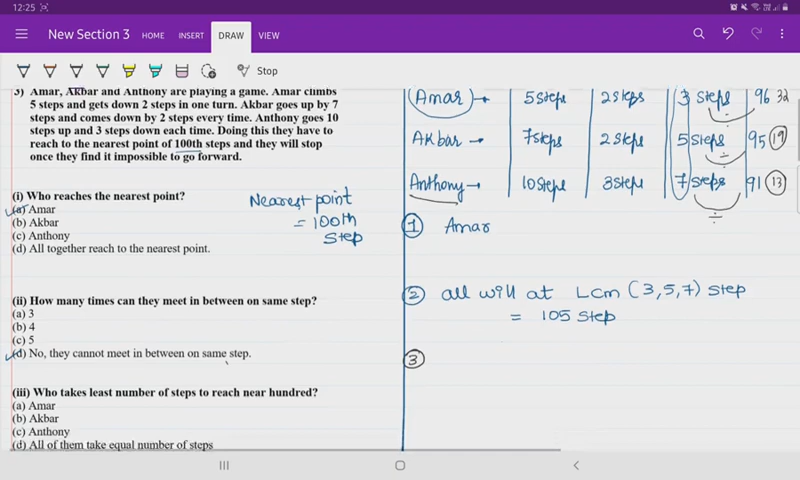 12:25
New Section 3 HOME INSERT DRAW VIEW
Stop
3) Amar, Akbar and Anthony are playing a game. Amar climbs
5 steps and gets down 2 steps in one turn. Akbar goes up by 7
steps and comes down by 2 steps every time. Anthony goes 10
steps up and 3 steps down each time. Doing this they have to
reach to the nearest point of 100th steps and they will stop
once they find it impossible to go forward.
(i) Who reaches the nearest point?
(a) Amar
(b) Akbar
(c) Anthony
(d) All together reach to the nearest point.
Nearest point
= 100th
Step
(ii) How many times can they meet in between on same step?
(a) 3
(b) 4
(c) 5
(d) No, they cannot meet in between on same step.
(iii) Who takes least number of steps to reach near hundred?
(a) Amar
(b) Akbar
(c) Anthony
(d) All of them take equal number of steps
Amar → 5 Steps 2 Steps 3 Steps 96 32
÷
AKbar → 7 Steps 2 Steps 5 Steps 95 19
÷
Anthony → 10 Steps 3 Steps 7 Steps 91 13
÷
1 Amar
2 all will at Lcm (3,5,7) Step
= 105 Step
3